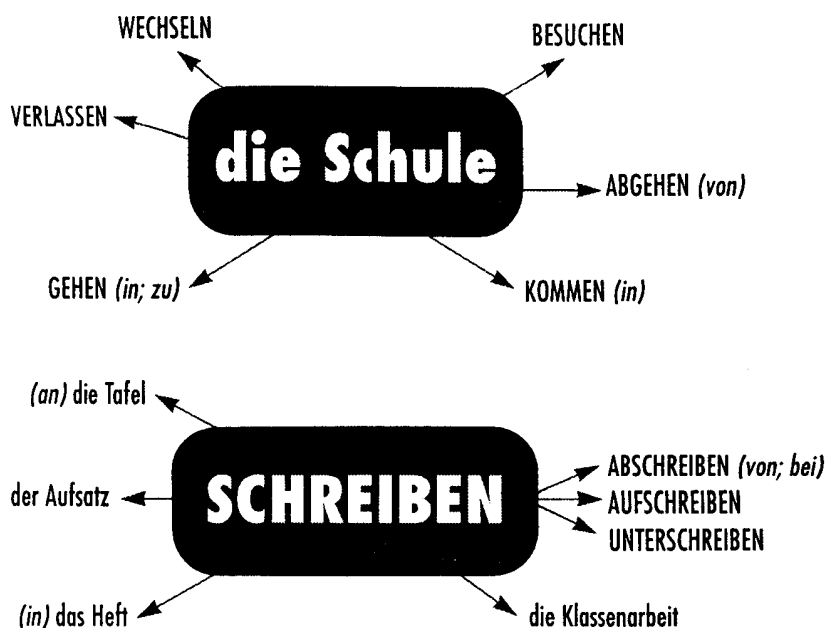 WECHSELN
BESUCHEN
VERLASSEN
die Schule
ABGEHEN (von)
GEHEN (in; zu)
KOMMEN (in)
(an) die Tafel
ABSCHREIBEN (von; bei)
der Aufsatz
SCHREIBEN
AUFSCHREIBEN
UNTERSCHREIBEN
(in) das Heft
die Klassenarbeit